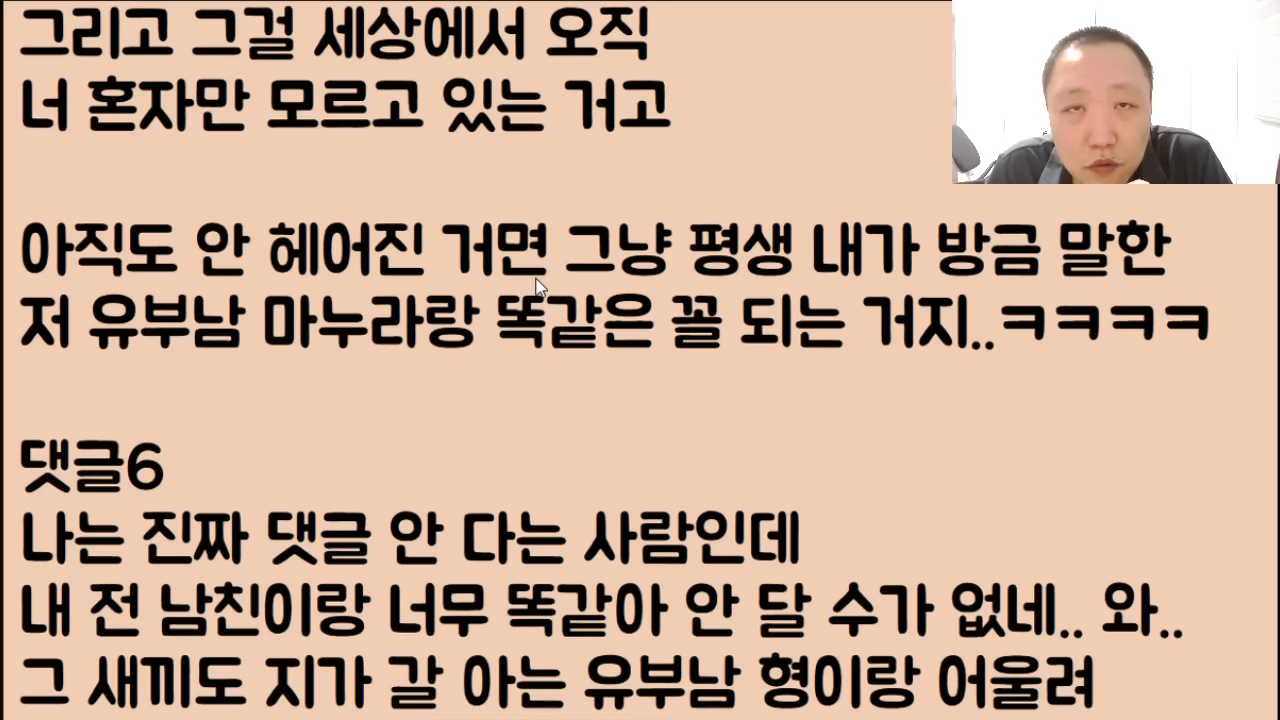 그리고 그걸 세상에서 오직
너 혼자만 모르고 있는 거고
아직도 안 헤어진 거면 그냥 평생 내가 방금 말한
저 유부남 마누라랑 똑같은 꼴 되는 거지..ㅋㅋㅋㅋ
댓글6
나는 진짜 댓글 안 다는 사람인데
내 전 남친이랑 너무 똑같아 안 달 수가 없네.. 와..
그 새끼도 지가 갈 아는 유부남 형이랑 어울려